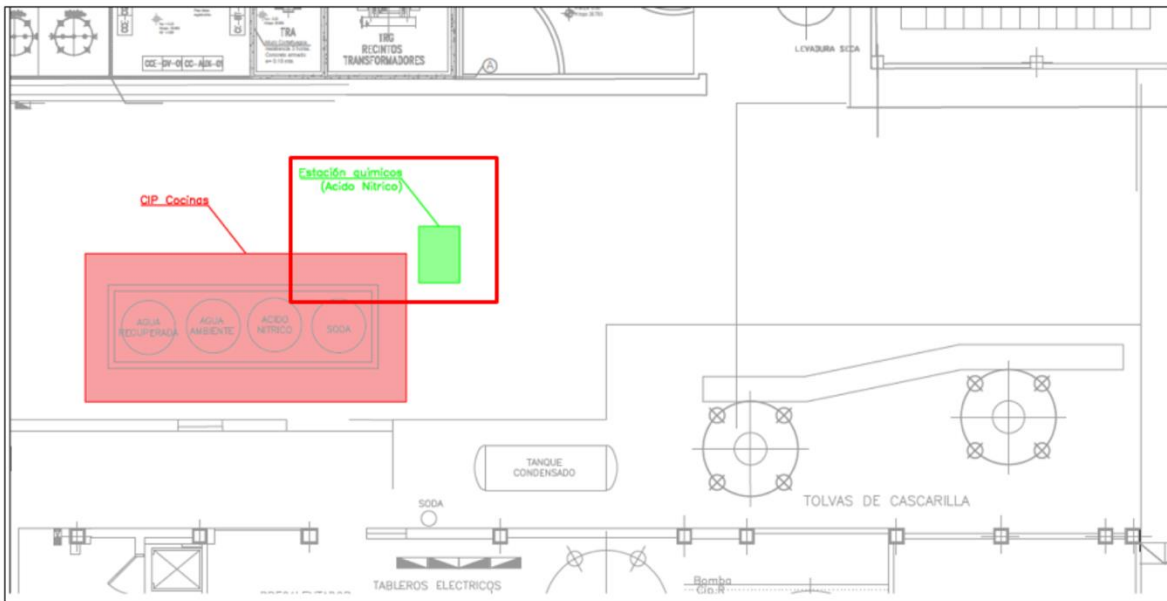 TRA
TRG
RECINTOS
TRANSFORMADORES
A
LEVADURA SECA
Estación químicos
(Acido Nitrico)
CIP Cocinas
AGUA
RECUPERADA
AGUA
AMBIENTE
ACIDO
NITRICO
SODA
TANQUE
CONDENSADO
SODA
TOLVAS DE CASCARILLA
TABLEROS ELECTRICOS
Bomba